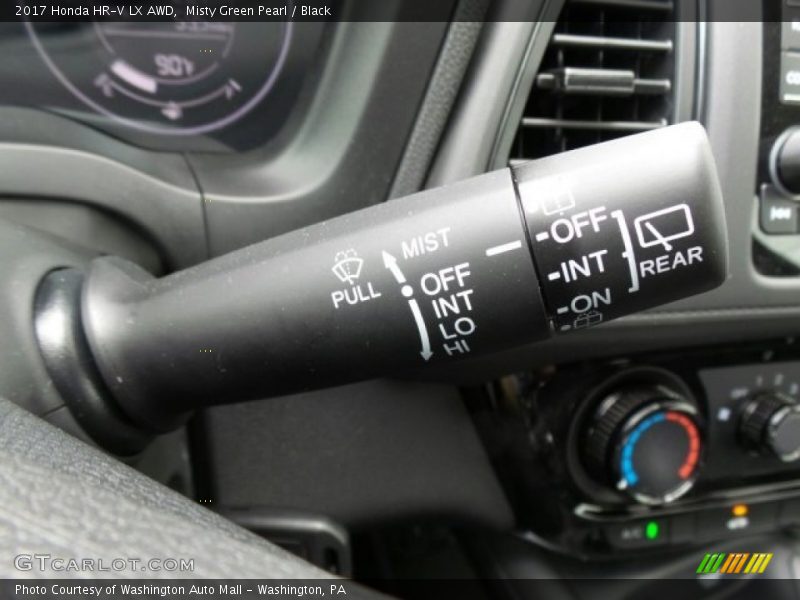 2017 Honda HR-V LX AWD, Misty Green Pearl / Black
PULL
MIST
OFF
INT
LO
HI
OFF
INT
ON
REAR
A/C
GTCARLOT.COM
Photo Courtesy of Washington Auto Mall - Washington, PA